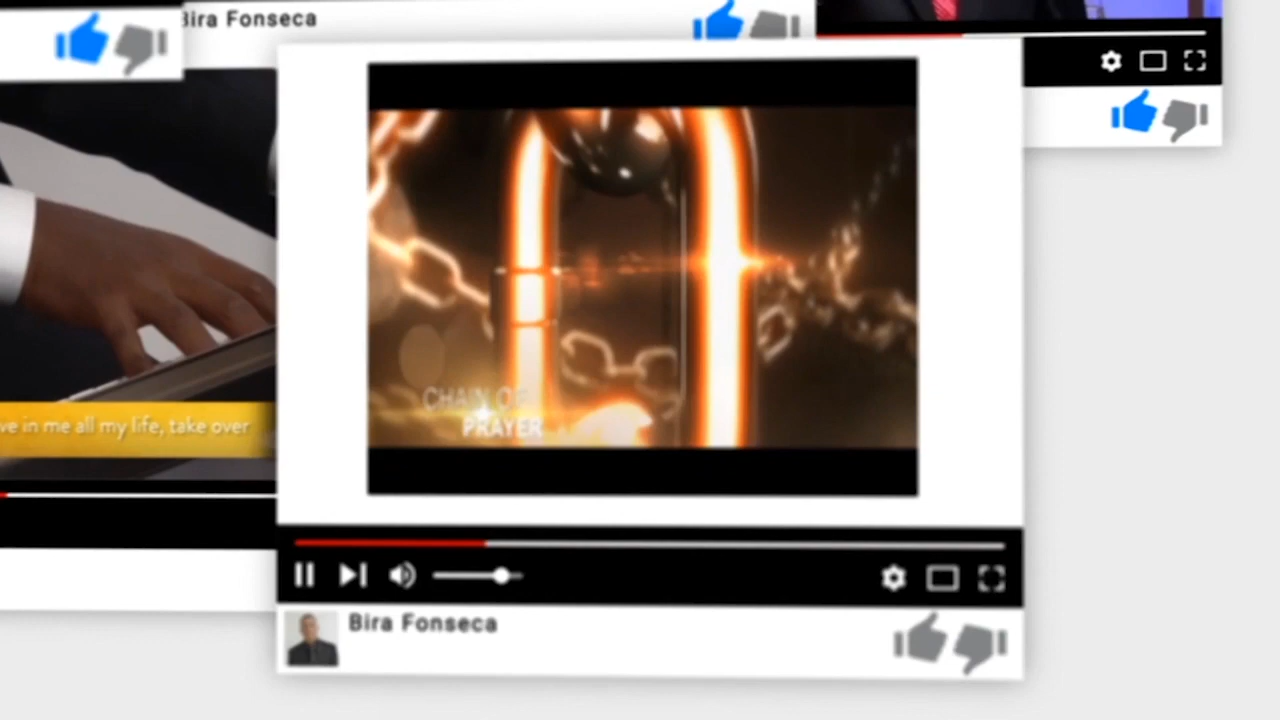 Bira Fonseca
CHAIN OF
PRAYER
ve in me all my life, take over
Bira Fonseca